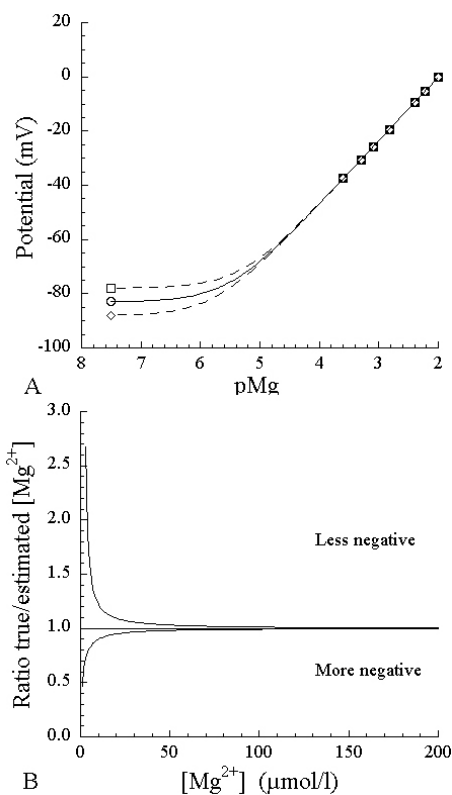 20
0
-20
-40
-60
-80
-100
Potential (mV)
8 7 6 5 4 3 2
A
pMg
3.0
2.5
2.0
1.5
1.0
0.5
0.0
Ratio true/estimated [Mg²⁺]
Less negative
More negative
0 50 100 150 200
B
[Mg²⁺] (μmol/l)